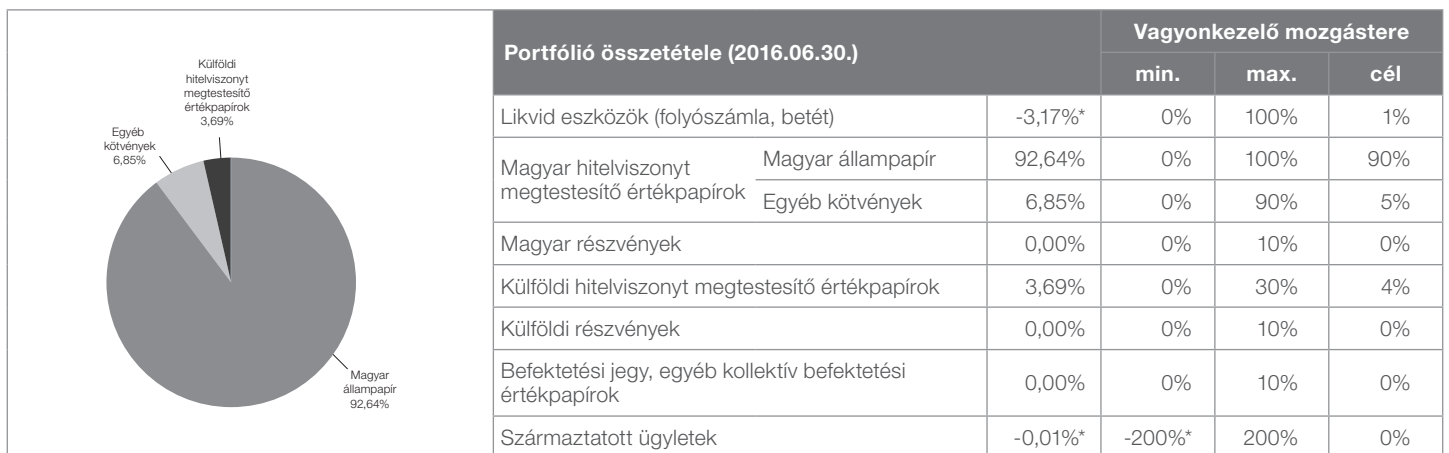 Külföldi
hitelviszonyt
megtestesítő
értékpapírok
3,69%
Egyéb
kötvények
6,85%
Magyar
állampapír
92,64%
Portfólió összetétele (2016.06.30.) Vagyonkezelő mozgástere
min. max. cél
Likvid eszközök (folyószámla, betét) -3,17%* 0% 100% 1%
Magyar hitelviszonyt
megtestesítő értékpapírok
Magyar állampapír 92,64% 0% 100% 90%
Egyéb kötvények 6,85% 0% 90% 5%
Magyar részvények 0,00% 0% 10% 0%
Külföldi hitelviszonyt megtestesítő értékpapírok 3,69% 0% 30% 4%
Külföldi részvények 0,00% 0% 10% 0%
Befektetési jegy, egyéb kollektív befektetési
értékpapírok 0,00% 0% 10% 0%
Származtatott ügyletek -0,01%* -200%* 200% 0%